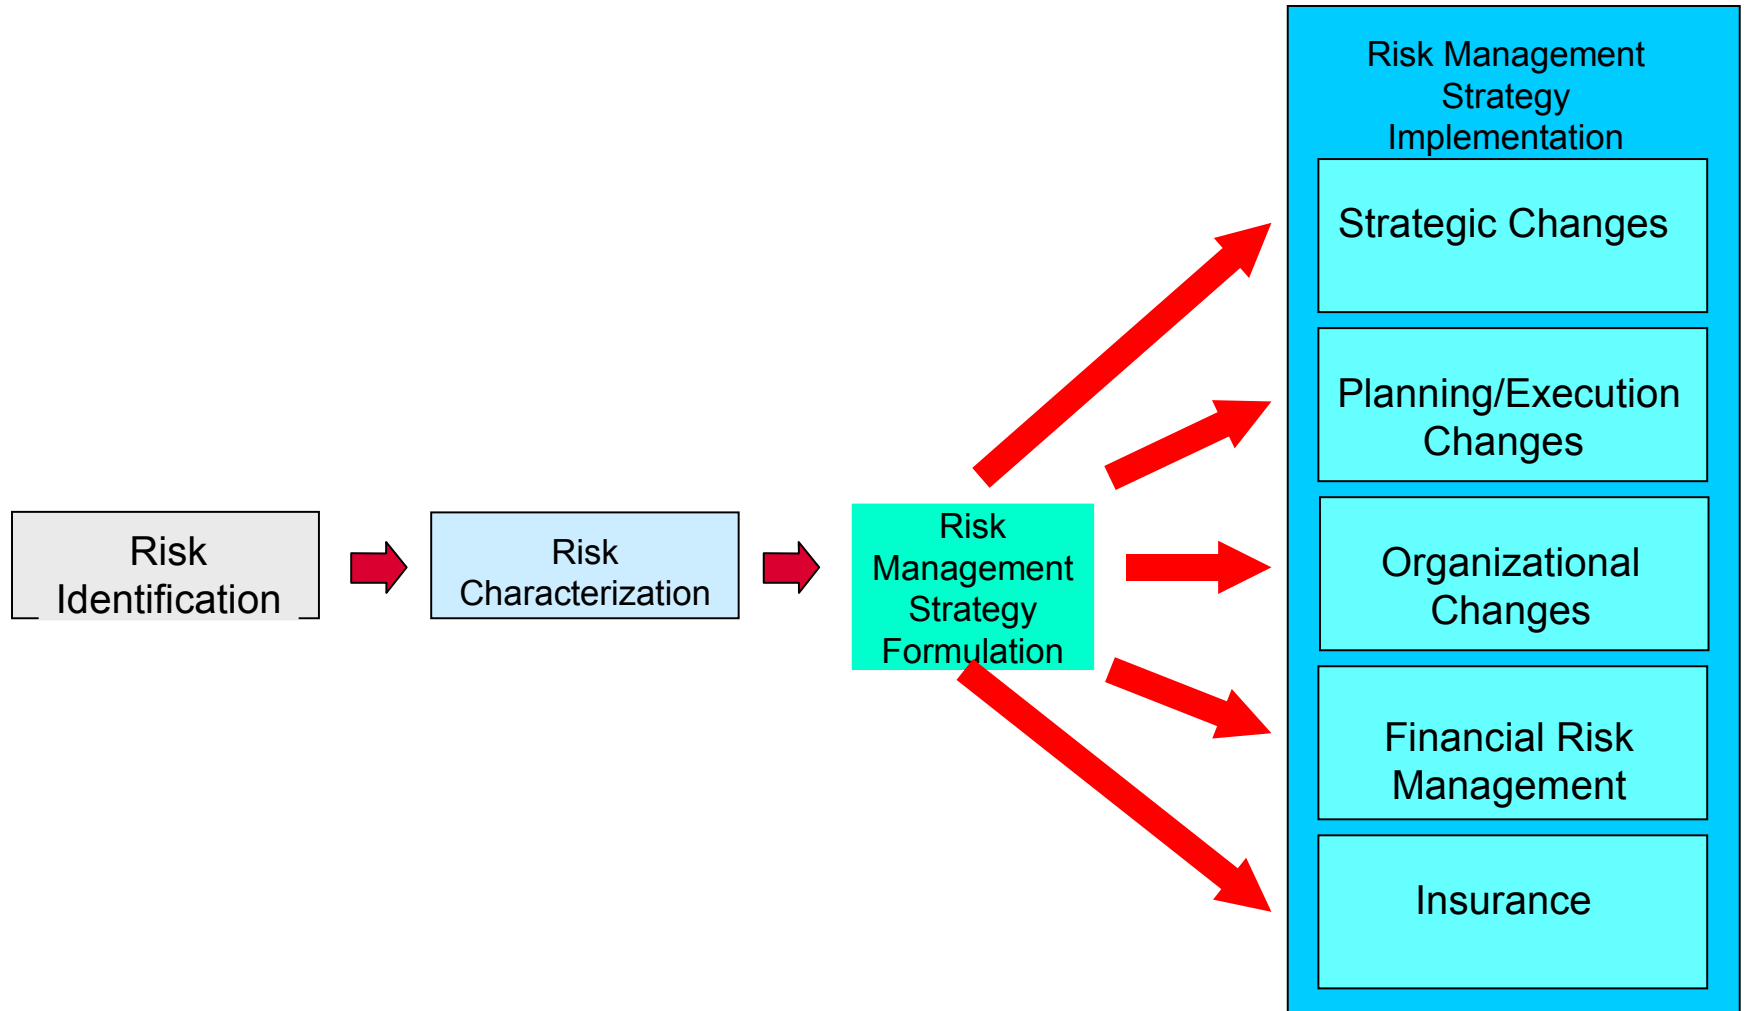 Risk
Identification
Risk
Characterization
Risk
Management
Strategy
Formulation
Risk Management
Strategy
Implementation
Strategic Changes
Planning/Execution
Changes
Organizational
Changes
Financial Risk
Management
Insurance